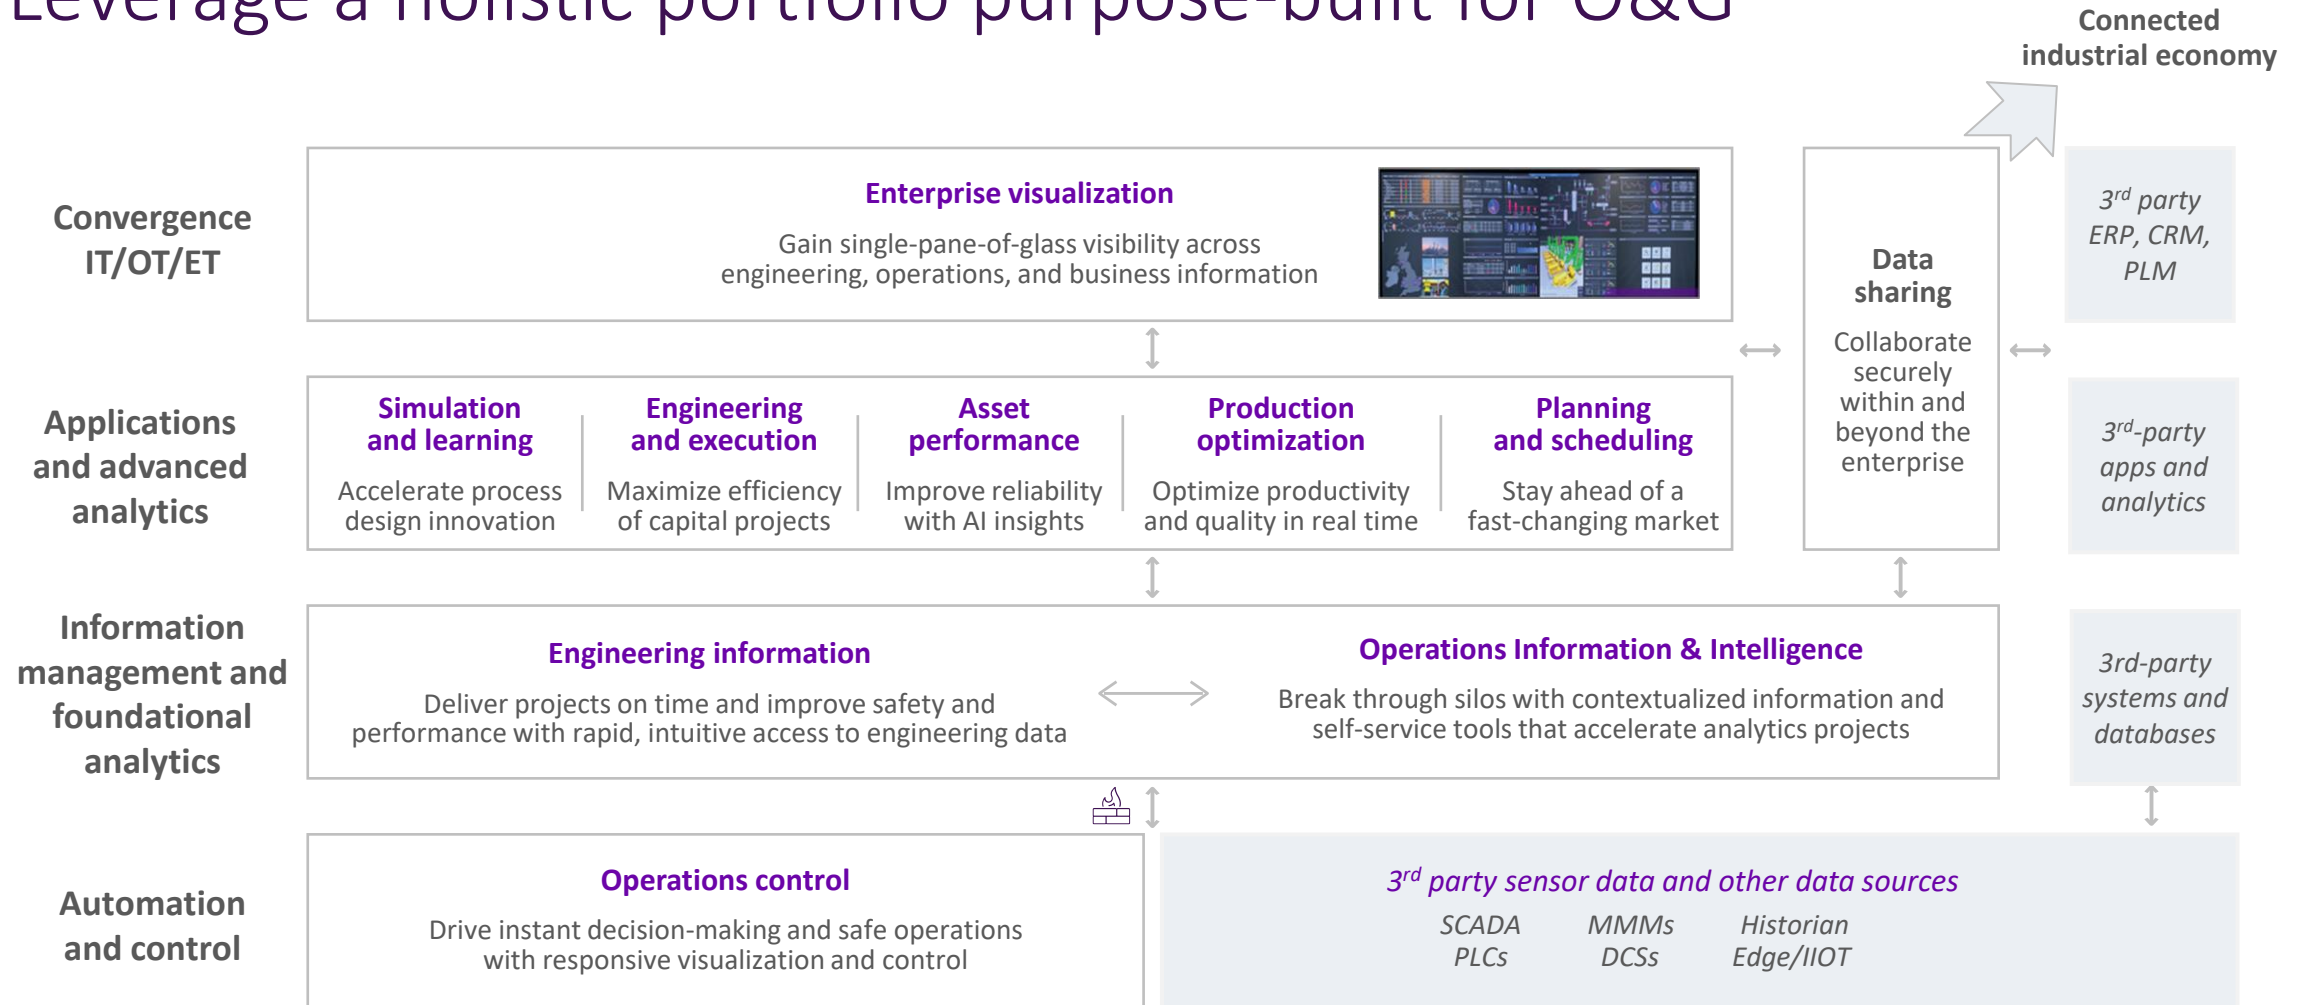 Leverage a holistic portfolio purpose-built for O&G
Connected
industrial economy
Convergence
IT/OT/ET
Enterprise visualization
Gain single-pane-of-glass visibility across
engineering, operations, and business information
Data
sharing
Collaborate
securely
within and
beyond the
enterprise
3rd party
ERP, CRM,
PLM
Applications
and advanced
analytics
Simulation
and learning
Accelerate process
design innovation
Engineering
and execution
Maximize efficiency
of capital projects
Asset
performance
Improve reliability
with AI insights
Production
optimization
Optimize productivity
and quality in real time
Planning
and scheduling
Stay ahead of a
fast-changing market
3rd-party
apps and
analytics
Information
management and
foundational
analytics
Engineering information
Deliver projects on time and improve safety and
performance with rapid, intuitive access to engineering data
Operations Information & Intelligence
Break through silos with contextualized information and
self-service tools that accelerate analytics projects
3rd-party
systems and
databases
Automation
and control
Operations control
Drive instant decision-making and safe operations
with responsive visualization and control
3rd party sensor data and other data sources
SCADA MMMs Historian
PLCs DCSs Edge/IIOT